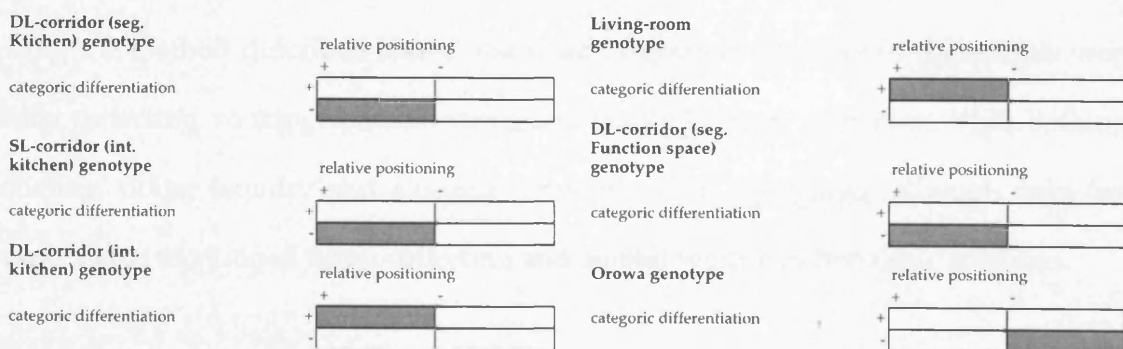 DL-corridor (seg.
Ktichen) genotype
relative positioning
+ -
categoric differentiation
+
-
SL-corridor (int.
kitchen) genotype
relative positioning
+ -
categoric differentiation
+
-
DL-corridor (int.
kitchen) genotype
relative positioning
+ -
categoric differentiation
+
-
Living-room
genotype
relative positioning
+ -
categoric differentiation
+
-
DL-corridor (seg.
Function space)
genotype
relative positioning
+ -
categoric differentiation
+
-
Orowa genotype
relative positioning
+
categoric differentiation
+
-